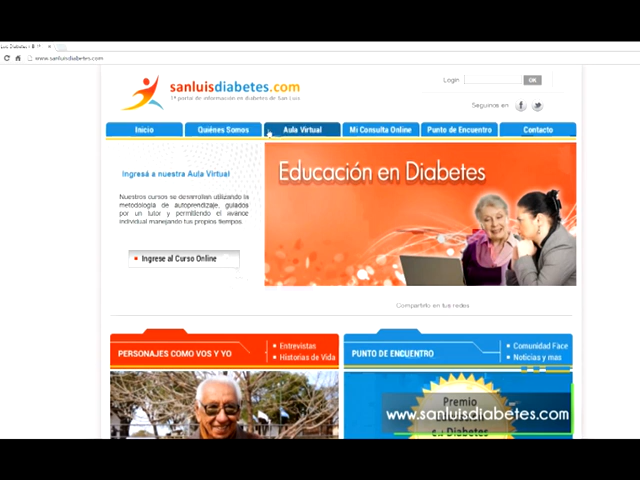 www.sanluisdiabetes.com
sanluisdiabetes.com
1º portal de información en diabetes de San Luis
Login
OK
Seguinos en
Inicio
Quiénes Somos
Aula Virtual
Mi Consulta Online
Punto de Encuentro
Contacto
Ingresá a nuestra Aula Virtual
Nuestros cursos se desarrollan utilizando la
metodología de autoprendizaje, guiados
por un tutor y permitiendo el avance
individual manejando tus propios tiempos.
Ingrese al Curso Online
Educación en Diabetes
Compartirlo en tus redes
PERSONAJES COMO VOS Y YO
Entrevistas
Historias de Vida
PUNTO DE ENCUENTRO
Comunidad Face
Noticias y mas
Premio
www.sanluisdiabetes.com
Diabetes